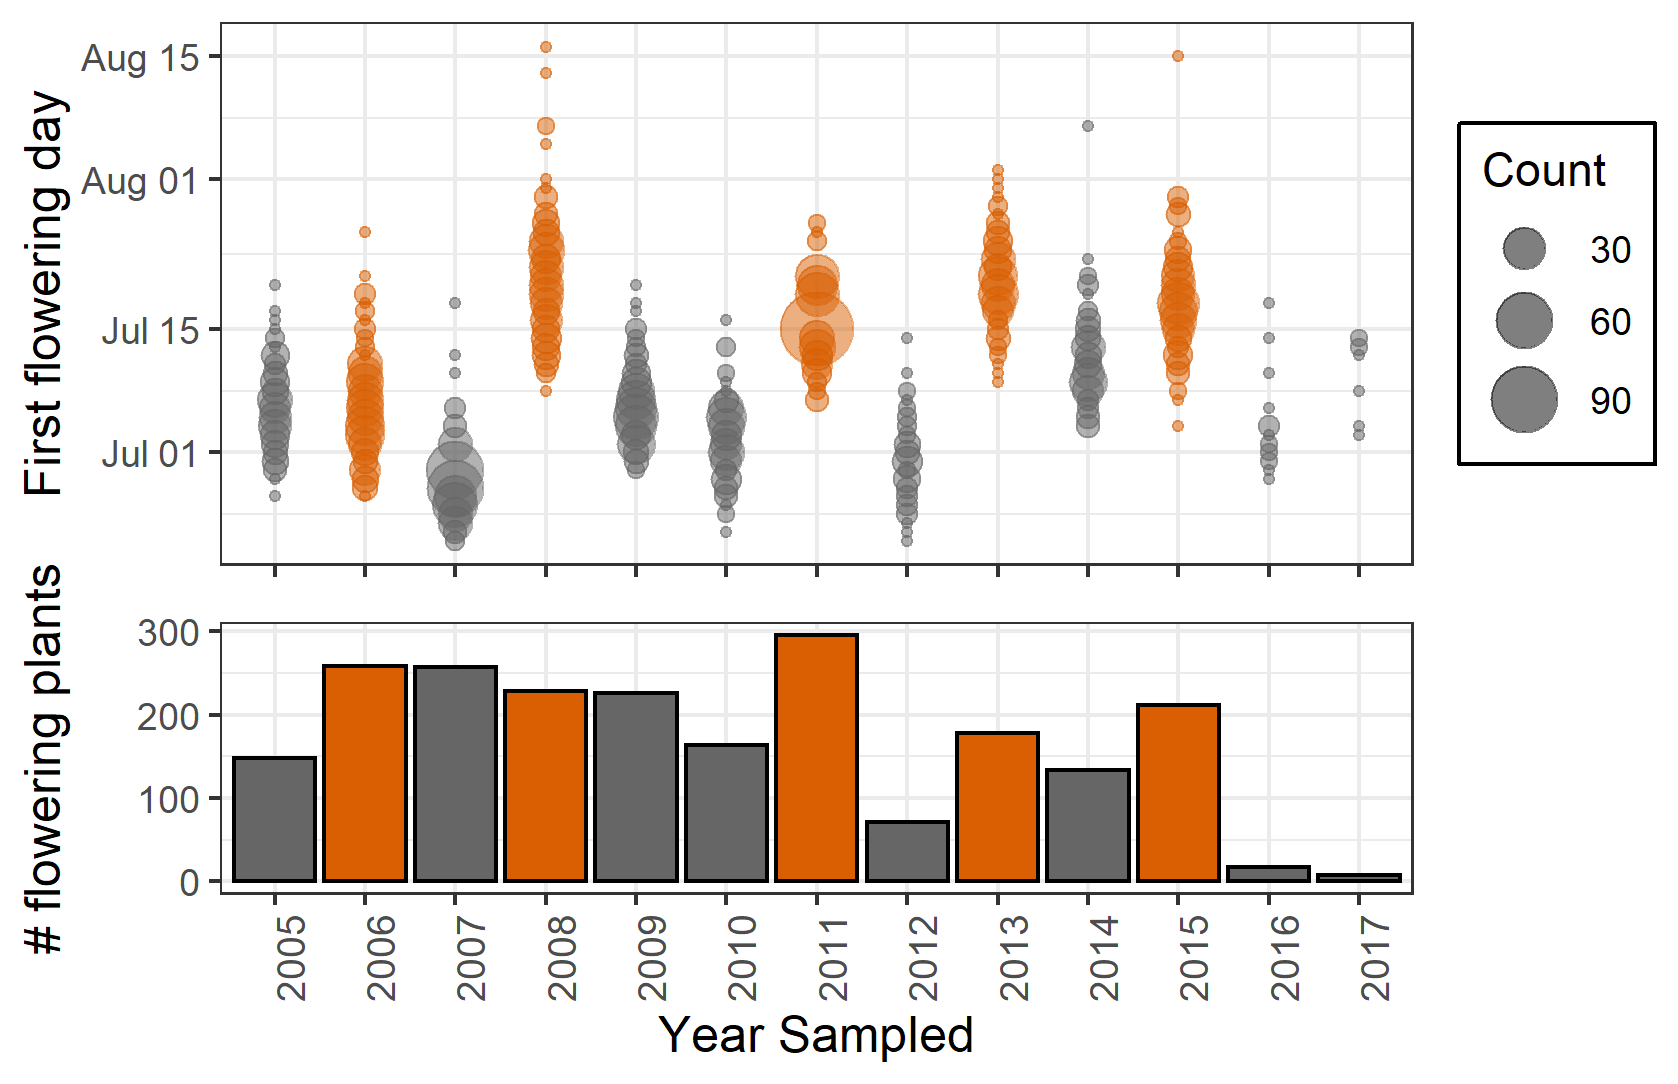 First flowering day
Aug 15
Aug 01
Jul 15
Jul 01
Count
30
60
90
# flowering plants
300
200
100
0
2005
2006
2007
2008
2009
2010
2011
2012
2013
2014
2015
2016
2017
Year Sampled